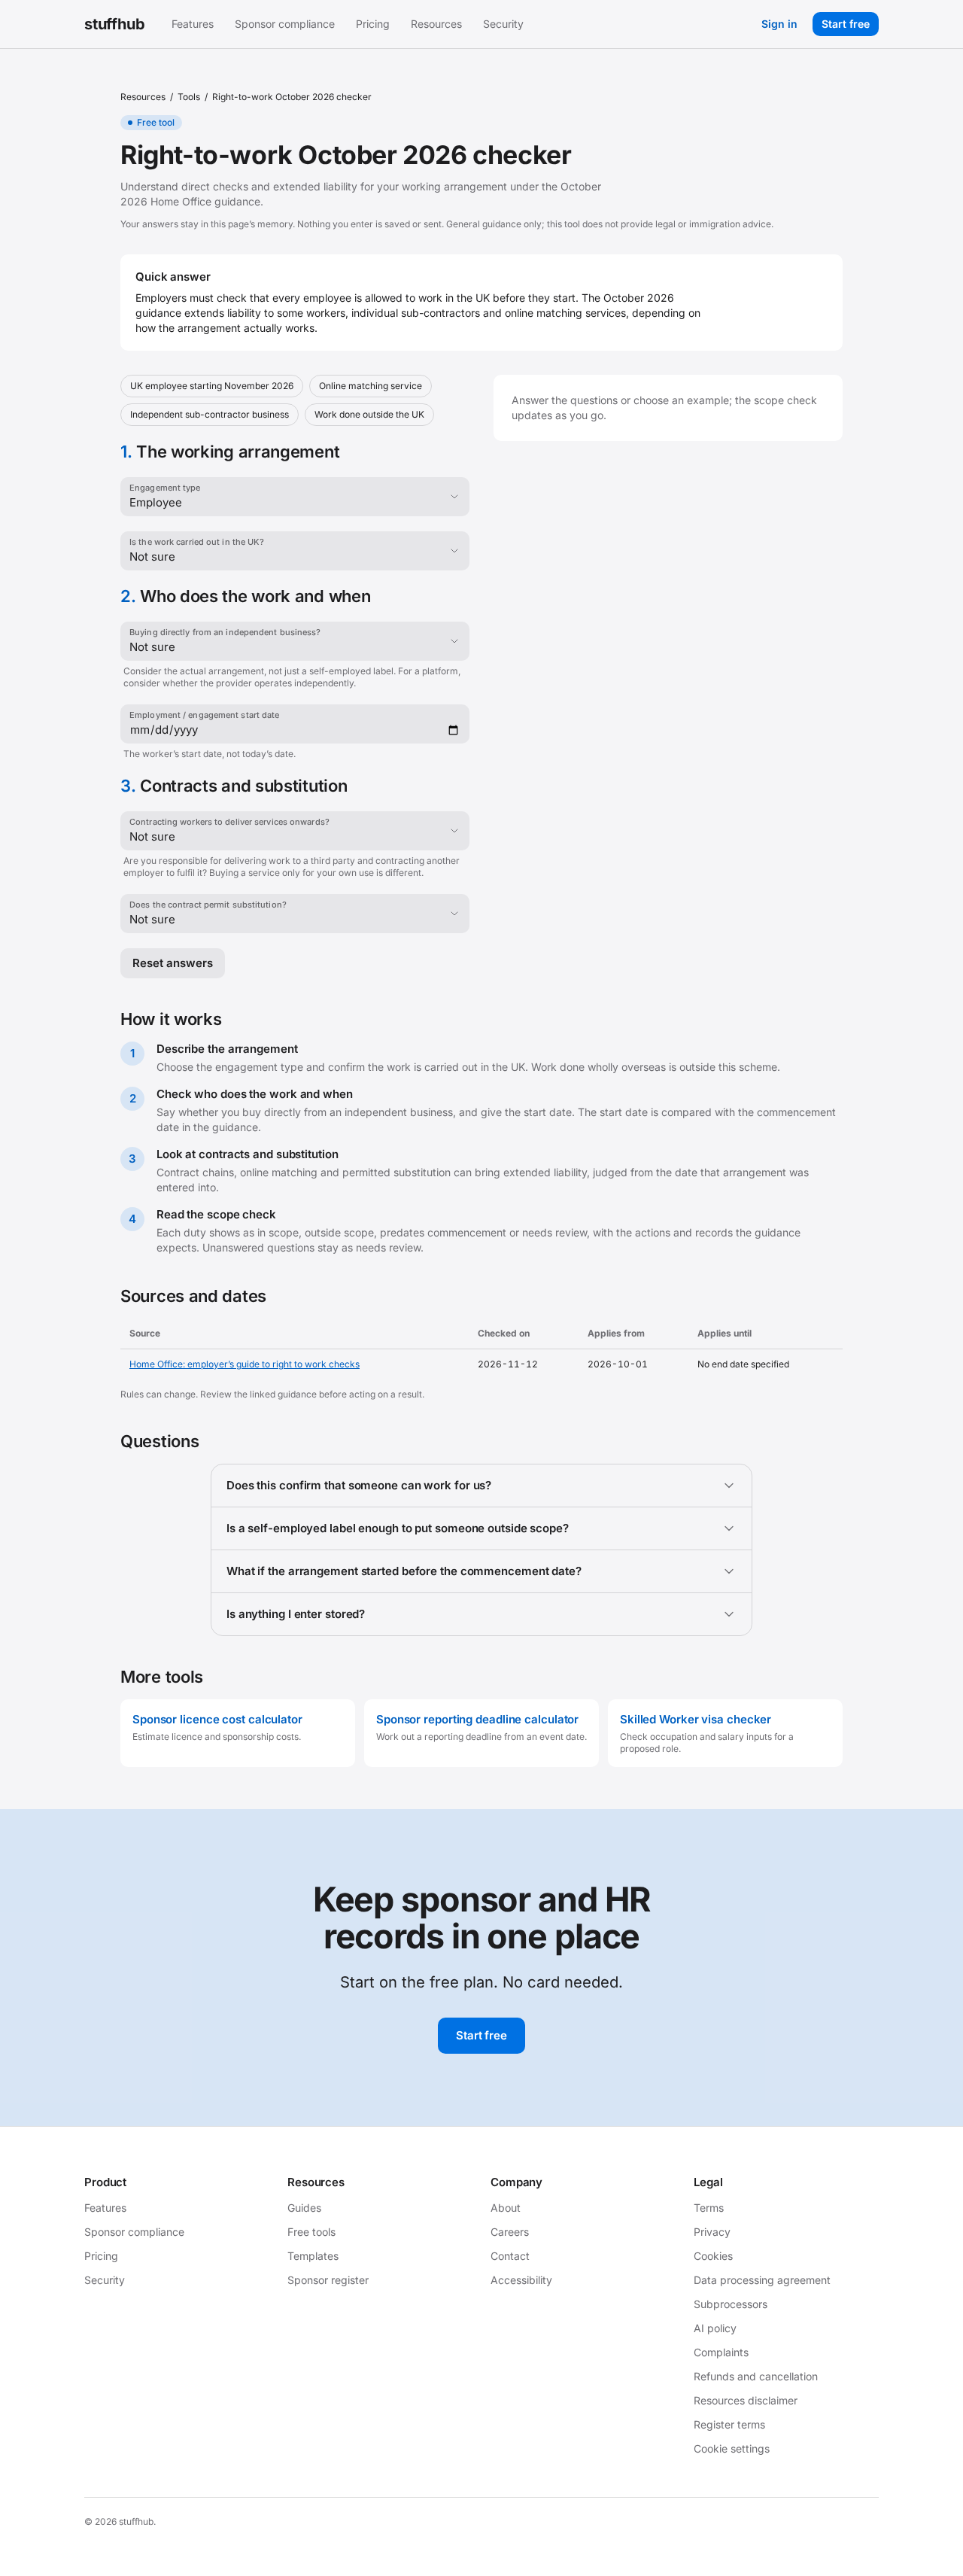 stuffhub
Features
Sponsor compliance
Pricing
Resources
Security
Sign in
Start free
Resources / Tools / Right-to-work October 2026 checker
Free tool
Right-to-work October 2026 checker
Understand direct checks and extended liability for your working arrangement under the October
2026 Home Office guidance.
Your answers stay in this page’s memory. Nothing you enter is saved or sent. General guidance only; this tool does not provide legal or immigration advice.
Quick answer
Employers must check that every employee is allowed to work in the UK before they start. The October 2026
guidance extends liability to some workers, individual sub-contractors and online matching services, depending on
how the arrangement actually works.
UK employee starting November 2026
Online matching service
Independent sub-contractor business
Work done outside the UK
Answer the questions or choose an example; the scope check
updates as you go.
1. The working arrangement
Engagement type
Employee
Is the work carried out in the UK?
Not sure
2. Who does the work and when
Buying directly from an independent business?
Not sure
Consider the actual arrangement, not just a self-employed label. For a platform,
consider whether the provider operates independently.
Employment / engagement start date
mm/dd/yyyy
The worker’s start date, not today’s date.
3. Contracts and substitution
Contracting workers to deliver services onwards?
Not sure
Are you responsible for delivering work to a third party and contracting another
employer to fulfil it? Buying a service only for your own use is different.
Does the contract permit substitution?
Not sure
Reset answers
How it works
1
Describe the arrangement
Choose the engagement type and confirm the work is carried out in the UK. Work done wholly overseas is outside this scheme.
2
Check who does the work and when
Say whether you buy directly from an independent business, and give the start date. The start date is compared with the commencement
date in the guidance.
3
Look at contracts and substitution
Contract chains, online matching and permitted substitution can bring extended liability, judged from the date that arrangement was
entered into.
4
Read the scope check
Each duty shows as in scope, outside scope, predates commencement or needs review, with the actions and records the guidance
expects. Unanswered questions stay as needs review.
Sources and dates
Source
Checked on
Applies from
Applies until
Home Office: employer’s guide to right to work checks
2026-11-12
2026-10-01
No end date specified
Rules can change. Review the linked guidance before acting on a result.
Questions
Does this confirm that someone can work for us?
Is a self-employed label enough to put someone outside scope?
What if the arrangement started before the commencement date?
Is anything I enter stored?
More tools
Sponsor licence cost calculator
Estimate licence and sponsorship costs.
Sponsor reporting deadline calculator
Work out a reporting deadline from an event date.
Skilled Worker visa checker
Check occupation and salary inputs for a
proposed role.
Keep sponsor and HR
records in one place
Start on the free plan. No card needed.
Start free
Product
Features
Sponsor compliance
Pricing
Security
Resources
Guides
Free tools
Templates
Sponsor register
Company
About
Careers
Contact
Accessibility
Legal
Terms
Privacy
Cookies
Data processing agreement
Subprocessors
AI policy
Complaints
Refunds and cancellation
Resources disclaimer
Register terms
Cookie settings
© 2026 stuffhub.